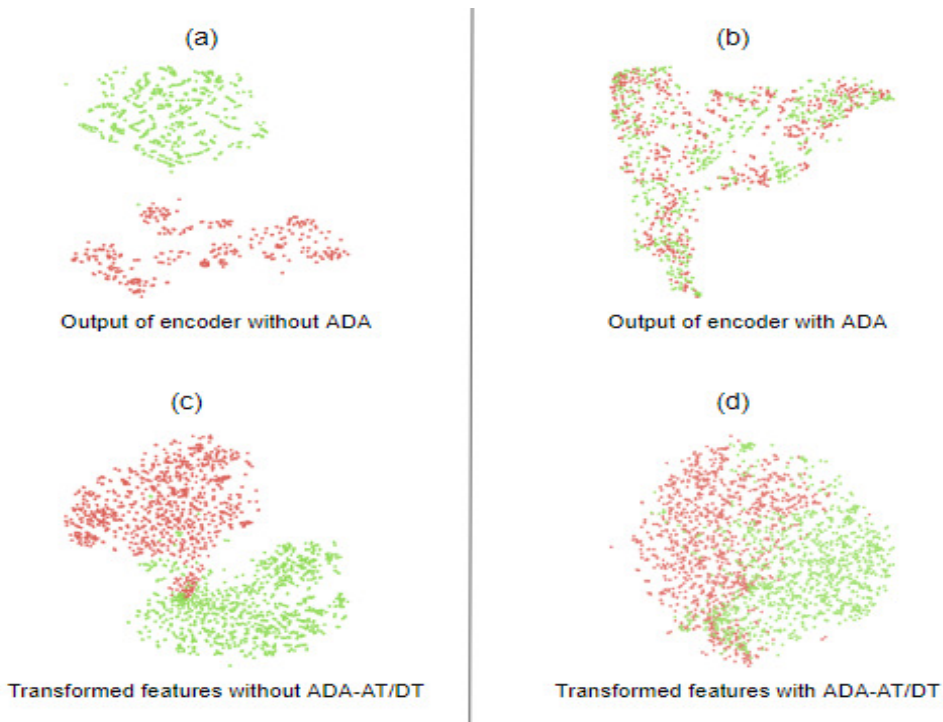 (a)
(b)
Output of encoder without ADA
Output of encoder with ADA
(c)
(d)
Transformed features without ADA-AT/DT
Transformed features with ADA-AT/DT